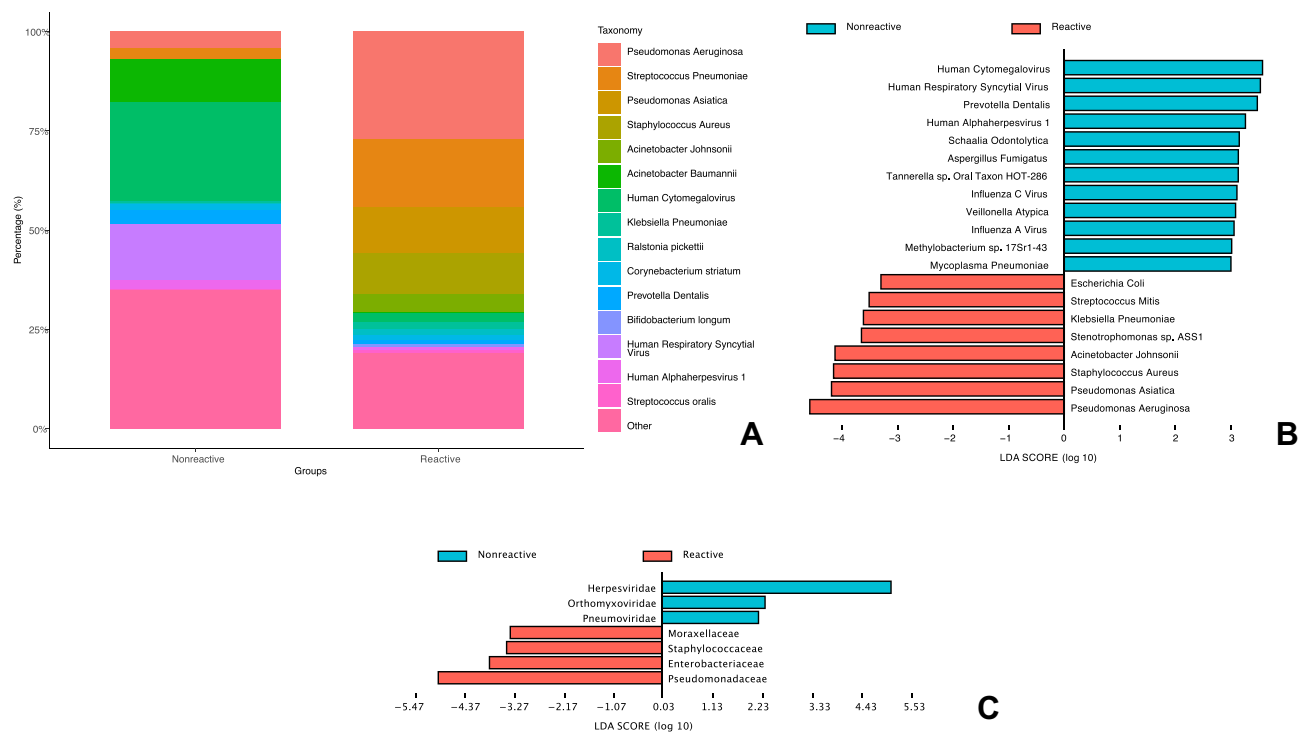 100%
75%
50%
25%
0%
Percentage (%)
Nonreactive
Reactive
Groups
Taxonomy
Pseudomonas Aeruginosa
Streptococcus Pneumoniae
Pseudomonas Asiatica
Staphylococcus Aureus
Acinetobacter Johnsonii
Acinetobacter Baumannii
Human Cytomegalovirus
Klebsiella Pneumoniae
Ralstonia pickettii
Corynebacterium striatum
Prevotella Dentalis
Bifidobacterium longum
Human Respiratory Syncytial
Virus
Human Alphaherpesvirus 1
Streptococcus oralis
Other
A
Nonreactive
Reactive
Human Cytomegalovirus
Human Respiratory Syncytial Virus
Prevotella Dentalis
Human Alphaherpesvirus 1
Schaalia Odontolytica
Aspergillus Fumigatus
Tannerella sp. Oral Taxon HOT-286
Influenza C Virus
Veillonella Atypica
Influenza A Virus
Methylobacterium sp. 17Sr1-43
Mycoplasma Pneumoniae
Escherichia Coli
Streptococcus Mitis
Klebsiella Pneumoniae
Stenotrophomonas sp. ASS1
Acinetobacter Johnsonii
Staphylococcus Aureus
Pseudomonas Asiatica
Pseudomonas Aeruginosa
−4 −3 −2 −1 0 1 2 3
LDA SCORE (log 10)
B
Nonreactive
Reactive
Herpesviridae
Orthomyxoviridae
Pneumoviridae
Moraxellaceae
Staphylococcaceae
Enterobacteriaceae
Pseudomonadaceae
−5.47 −4.37 −3.27 −2.17 −1.07 0.03 1.13 2.23 3.33 4.43 5.53
LDA SCORE (log 10)
C